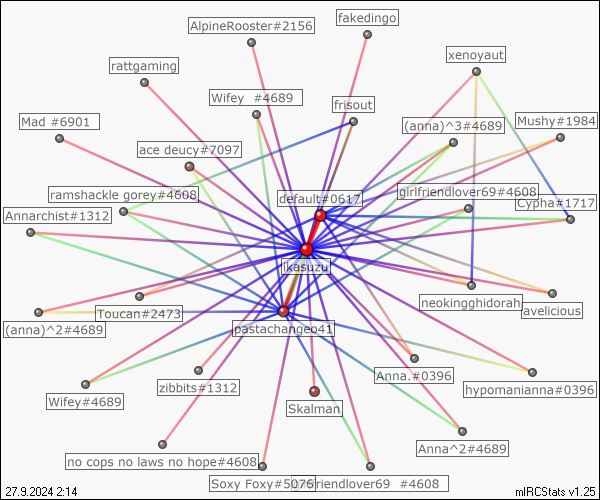 fakedingo
AlpineRooster#2156
xenoyaut
rattgaming
Wifey  #4689
frisout
Mad #6901
(anna)^3#4689
Mushy#1984
ace deucy#7097
ramshackle gorey#4608
default#0617
girlfriendlover69#4608
Annarchist#1312
Cypha#1717
ikasuzu
neokingghidorah
avelicious
Toucan#2473
(anna)^2#4689
pastachangeo41
Anna.#0396
zibbits#1312
hypomanianna#0396
Wifey#4689
Skalman
Anna^2#4689
no cops no laws no hope#4608
Soxy Foxy#5076
friendlover69  #4608
27.9.2024 2:14
mIRCStats v1.25